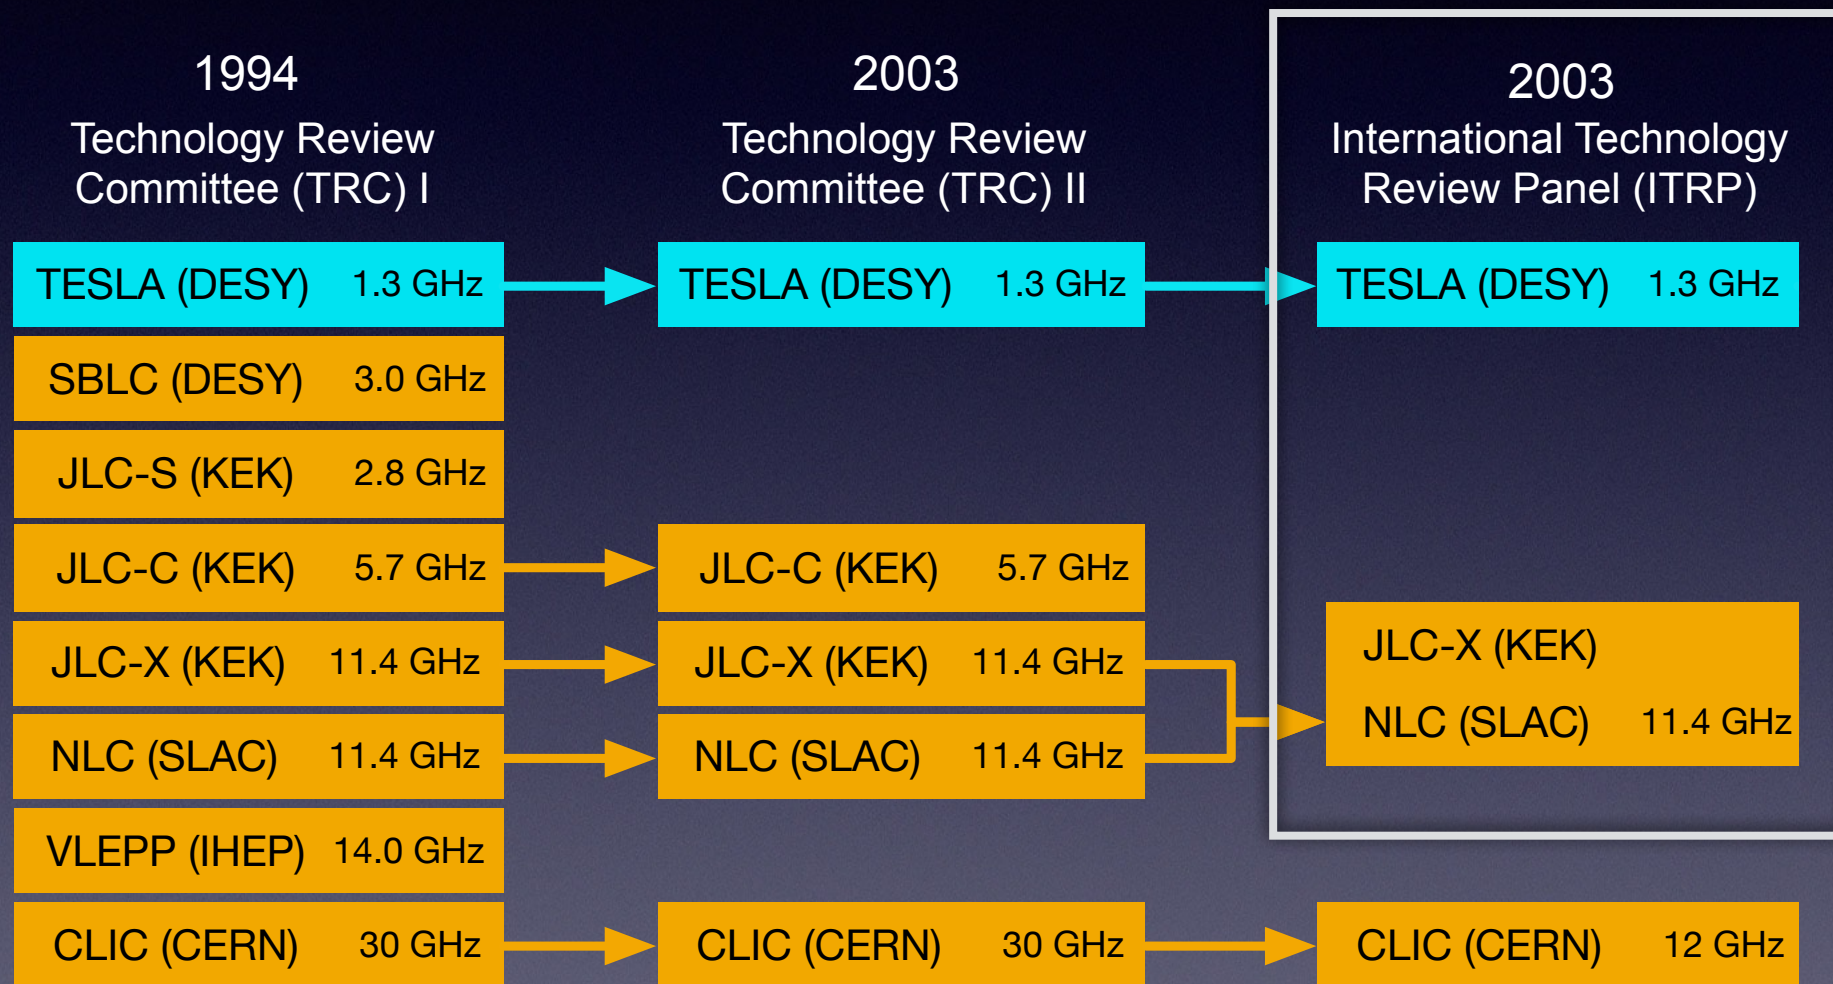 1994
Technology Review
Committee (TRC) I
TESLA (DESY) 1.3 GHz
SBLC (DESY) 3.0 GHz
JLC-S (KEK) 2.8 GHz
JLC-C (KEK) 5.7 GHz
JLC-X (KEK) 11.4 GHz
NLC (SLAC) 11.4 GHz
VLEPP (IHEP) 14.0 GHz
CLIC (CERN) 30 GHz
2003
Technology Review
Committee (TRC) II
TESLA (DESY) 1.3 GHz
JLC-C (KEK) 5.7 GHz
JLC-X (KEK) 11.4 GHz
NLC (SLAC) 11.4 GHz
CLIC (CERN) 30 GHz
2003
International Technology
Review Panel (ITRP)
TESLA (DESY) 1.3 GHz
JLC-X (KEK)
NLC (SLAC) 11.4 GHz
CLIC (CERN) 12 GHz